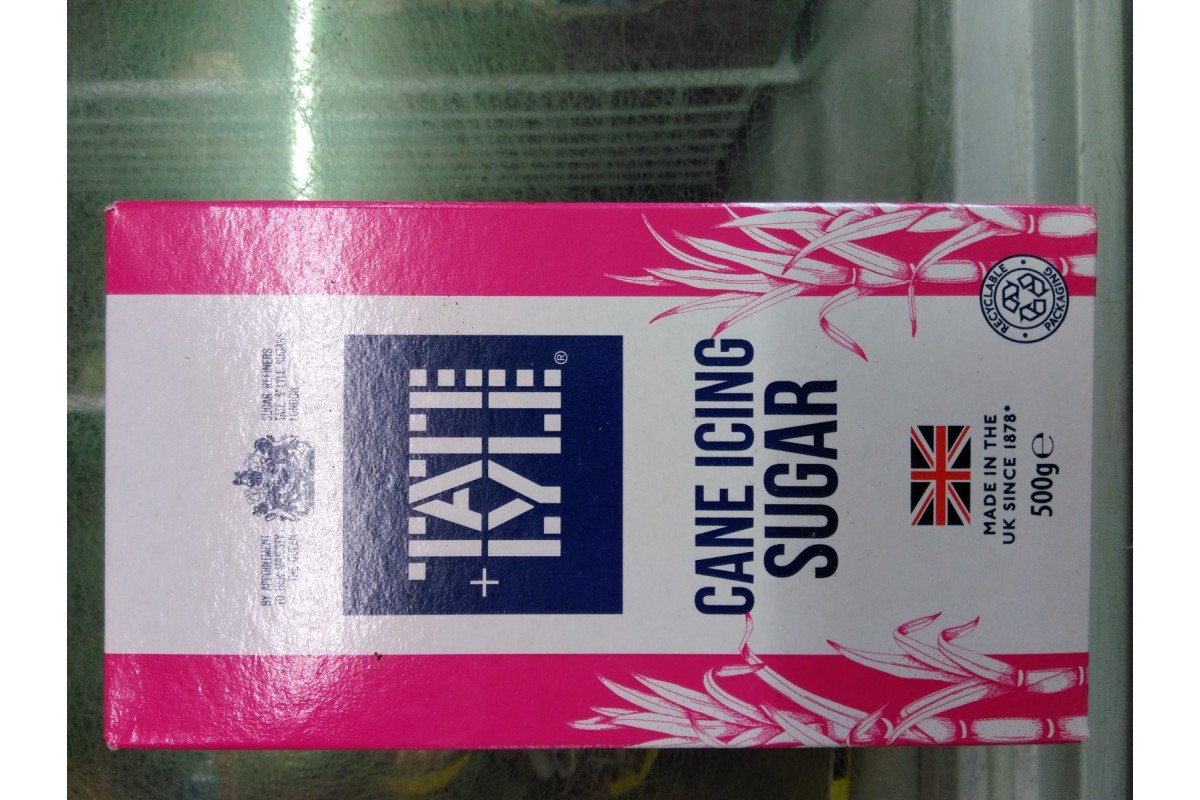 BY APPOINTMENT
TO HER MAJESTY
THE QUEEN
SUGAR REFINERS
TATE & LYLE SUGARS
LONDON
TATE
+LYLE®
CANE ICING
SUGAR
MADE IN THE
UK SINCE 1878*
500g℮
RECYCLABLE
PACKAGING